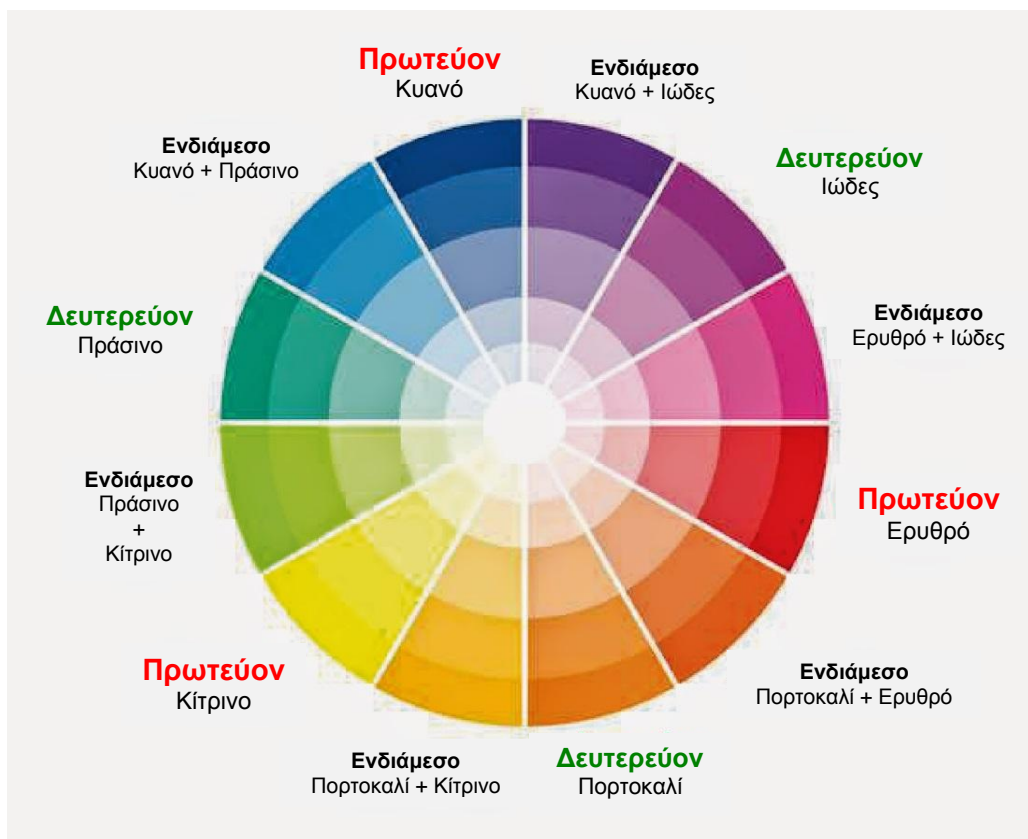 Πρωτεύον
Κυανό
Ενδιάμεσο
Κυανό + Ιώδες
Δευτερεύον
Ιώδες
Ενδιάμεσο
Ερυθρό + Ιώδες
Πρωτεύον
Ερυθρό
Ενδιάμεσο
Πορτοκαλί + Ερυθρό
Δευτερεύον
Πορτοκαλί
Ενδιάμεσο
Πορτοκαλί + Κίτρινο
Πρωτεύον
Κίτρινο
Ενδιάμεσο
Πράσινο
+
Κίτρινο
Δευτερεύον
Πράσινο
Ενδιάμεσο
Κυανό + Πράσινο